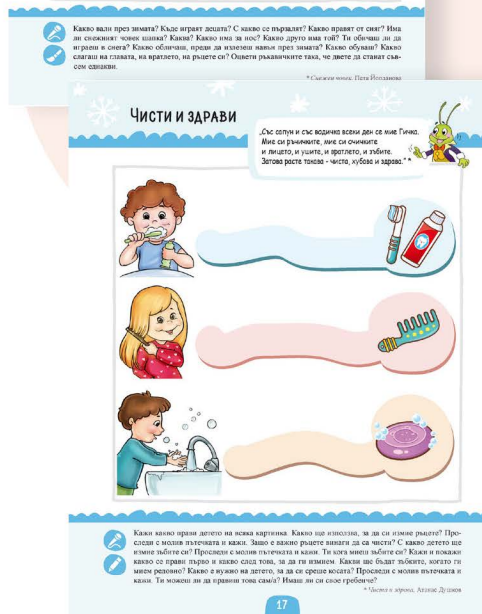 Какво вали през зимата? Къде играят децата? С какво се пързалят? Какво правят от сняг? Има
ли снежният човек шапка? Каква? Какво има за нос? Какво друго има той? Ти обичаш ли да
играеш в снега? Какво обличаш, преди да излезеш навън през зимата? Какво обуваш? Какво
слагаш на главата, на вратлето, на ръцете си? Оцвети ръкавичките така, че двете да станат съв-
сем еднакви.
* Снежен човек, Петя Йорданова
Чисти и здрави
„Със сапун и със водичка всеки ден се мие Гичка.
Мие си ръчичките, мие си очичките
и лицето, и ушите, и вратлето, и зъбите.
Затова расте такава - чиста, хубава и здрава.“ *
Кажи какво прави детето на всяка картинка. Какво ще използва, за да си измие ръцете? Про-
следи с молив пътечката и кажи. Защо е важно ръцете винаги да са чисти? С какво детето ще
измие зъбите си? Проследи с молив пътечката и кажи. Ти кога миеш зъбите си? Кажи и покажи
какво се прави първо и какво след това, за да ги измием. Какви ще бъдат зъбките, когато ги
мием редовно? Какво е нужно на детето, за да си среше косата? Проследи с молив пътечката и
кажи. Ти можеш ли да правиш това сам/а? Имаш ли си свое гребенче?
* Чиста и здрава, Атанас Душков
17